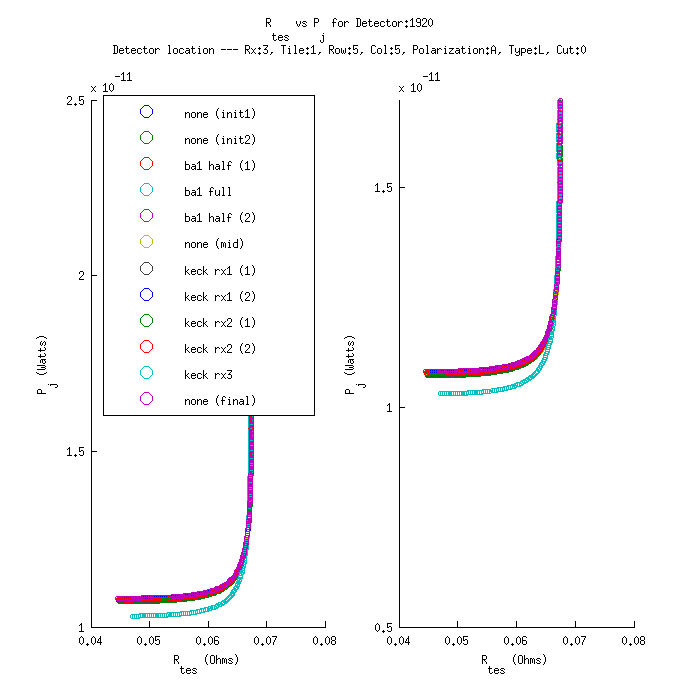 R tes vs P j for Detector:1920
Detector location --- Rx:3, Tile:1, Row:5, Col:5, Polarization:A, Type:L, Cut:0
x 10 -11
2.5
2
1.5
1
P j (Watts)
none (init1)
none (init2)
ba1 half (1)
ba1 full
ba1 half (2)
none (mid)
keck rx1 (1)
keck rx1 (2)
keck rx2 (1)
keck rx2 (2)
keck rx3
none (final)
0.04 0.05 0.06 0.07 0.08
R tes (Ohms)
x 10 -11
1.5
1
0.5
P j (Watts)
0.04 0.05 0.06 0.07 0.08
R tes (Ohms)